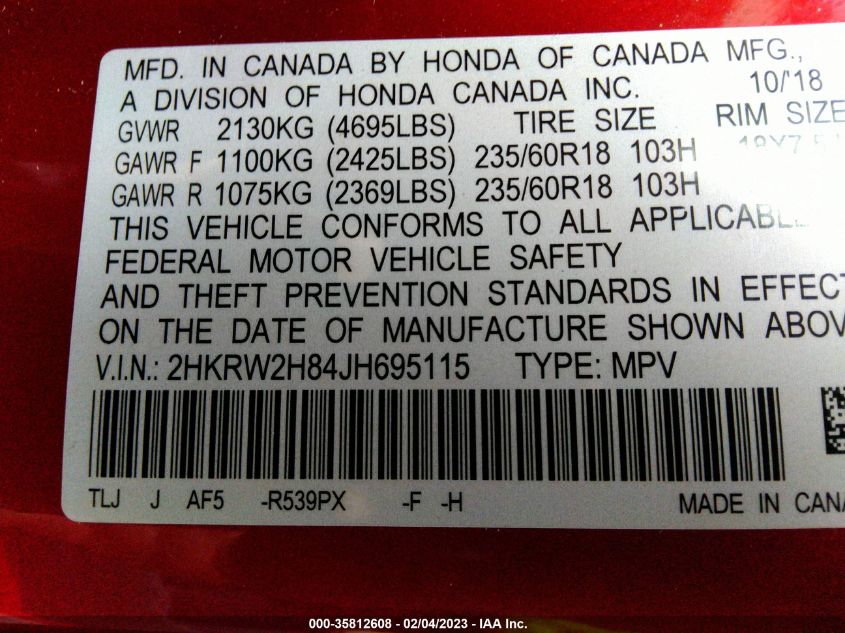 MFD. IN CANADA BY HONDA OF CANADA MFG.,
A DIVISION OF HONDA CANADA INC. 10/'18
GVWR 2130KG (4695LBS) TIRE SIZE RIM SIZE
GAWR F 1100KG (2425LBS) 235/60R18 103H
GAWR R 1075KG (2369LBS) 235/60R18 103H
THIS VEHICLE CONFORMS TO ALL APPLICABLE
FEDERAL MOTOR VEHICLE SAFETY
AND THEFT PREVENTION STANDARDS IN EFFECT
ON THE DATE OF MANUFACTURE SHOWN ABOV
V.I.N.: 2HKRW2H84JH695115 TYPE: MPV
TLJ J AF5 -R539PX -F -H MADE IN CANA
000-35812608 - 02/04/2023 - IAA Inc.